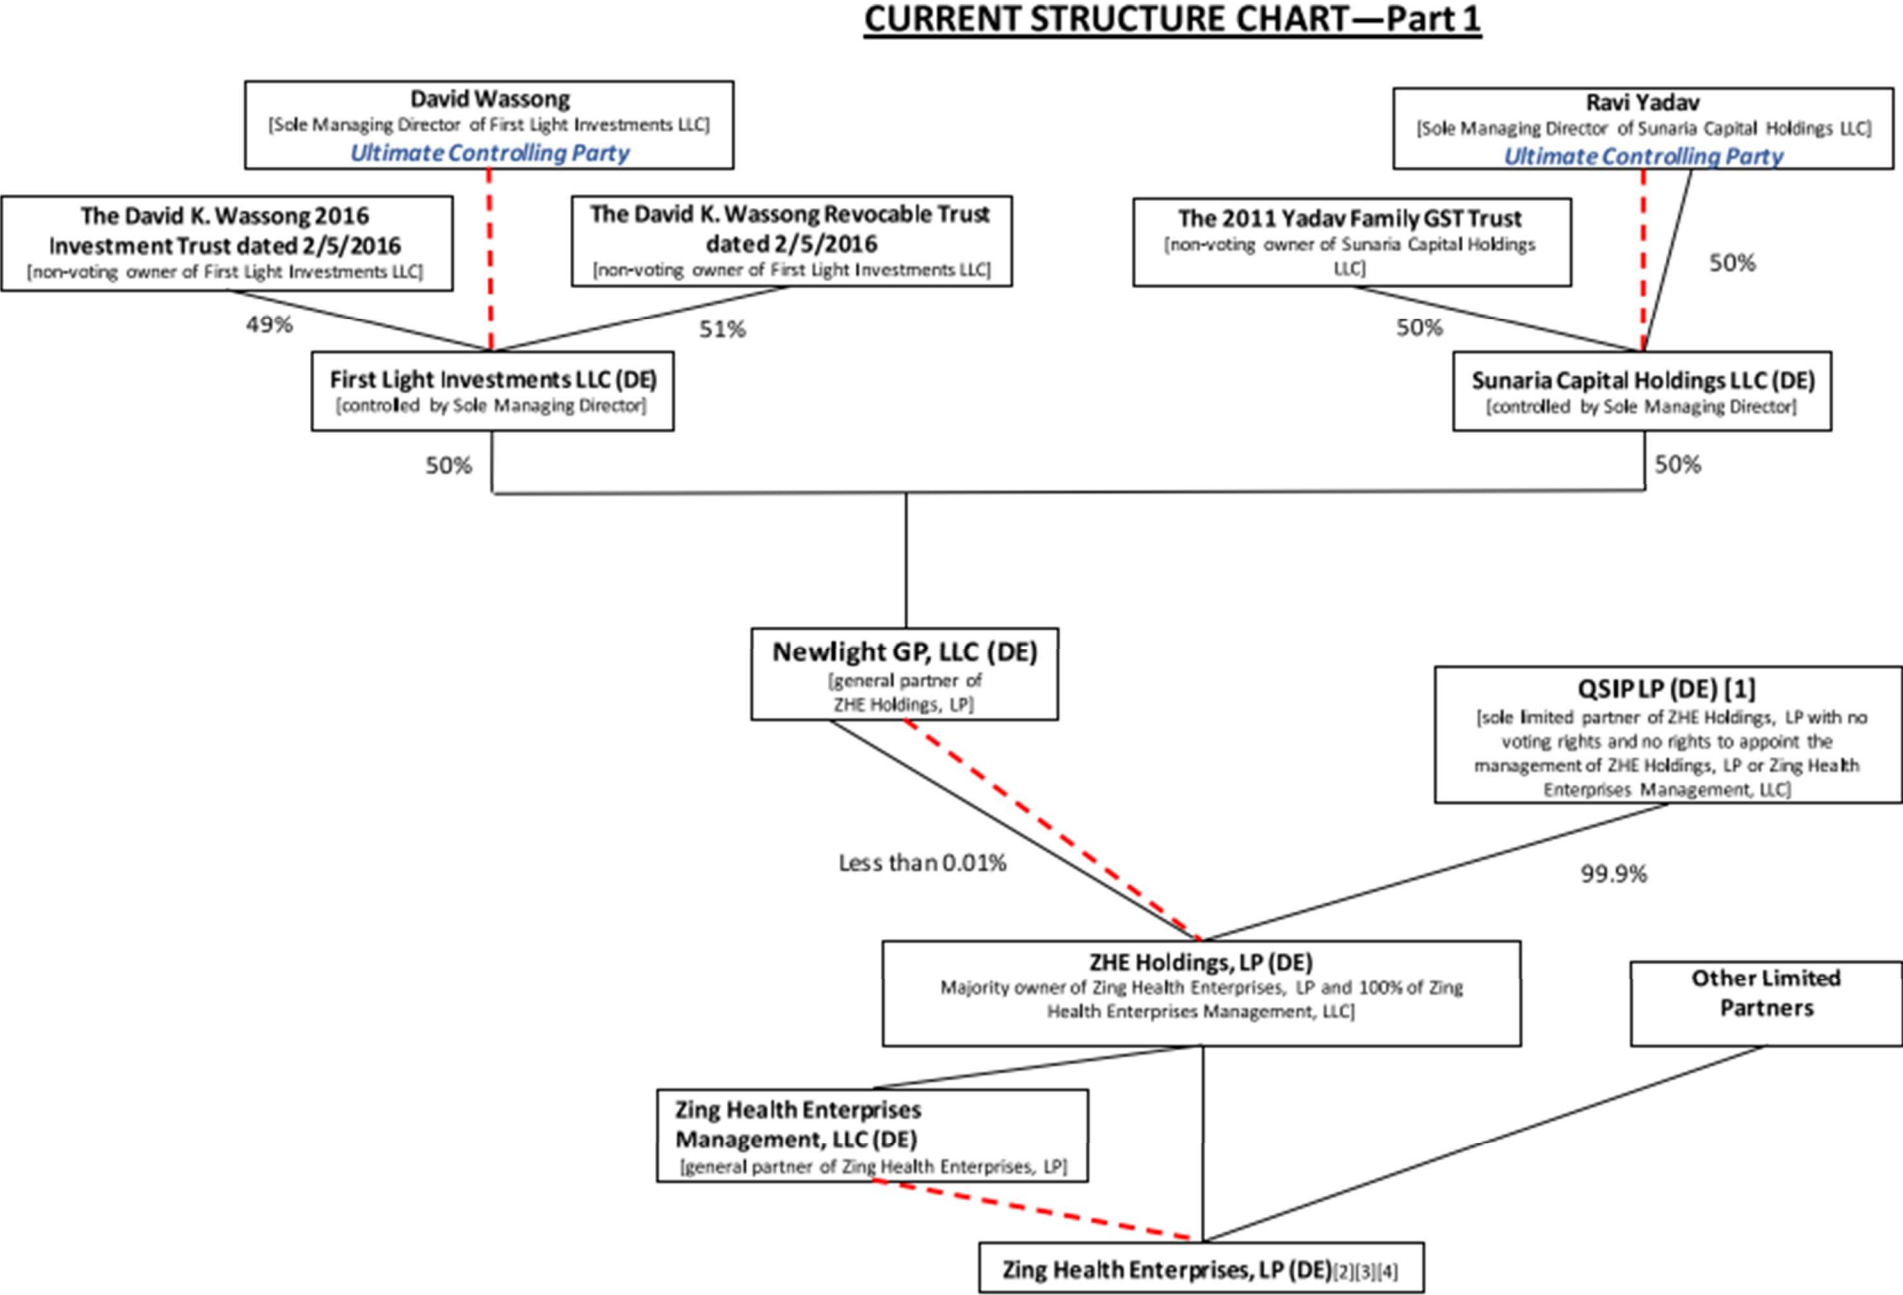 CURRENT STRUCTURE CHART—Part 1
David Wassong
[Sole Managing Director of First Light Investments LLC]
Ultimate Controlling Party
Ravi Yadav
[Sole Managing Director of Sunaria Capital Holdings LLC]
Ultimate Controlling Party
The David K. Wassong 2016
Investment Trust dated 2/5/2016
[non-voting owner of First Light Investments LLC]
The David K. Wassong Revocable Trust
dated 2/5/2016
[non-voting owner of First Light Investments LLC]
The 2011 Yadav Family GST Trust
[non-voting owner of Sunaria Capital Holdings
LLC]
50%
49%
51%
50%
First Light Investments LLC (DE)
[controlled by Sole Managing Director]
Sunaria Capital Holdings LLC (DE)
[controlled by Sole Managing Director]
50%
50%
Newlight GP, LLC (DE)
[general partner of
ZHE Holdings, LP]
QSIP LP (DE) [1]
[sole limited partner of ZHE Holdings, LP with no
voting rights and no rights to appoint the
management of ZHE Holdings, LP or Zing Health
Enterprises Management, LLC]
Less than 0.01%
99.9%
ZHE Holdings, LP (DE)
Majority owner of Zing Health Enterprises, LP and 100% of Zing
Health Enterprises Management, LLC]
Other Limited
Partners
Zing Health Enterprises
Management, LLC (DE)
[general partner of Zing Health Enterprises, LP]
Zing Health Enterprises, LP (DE)[2][3][4]